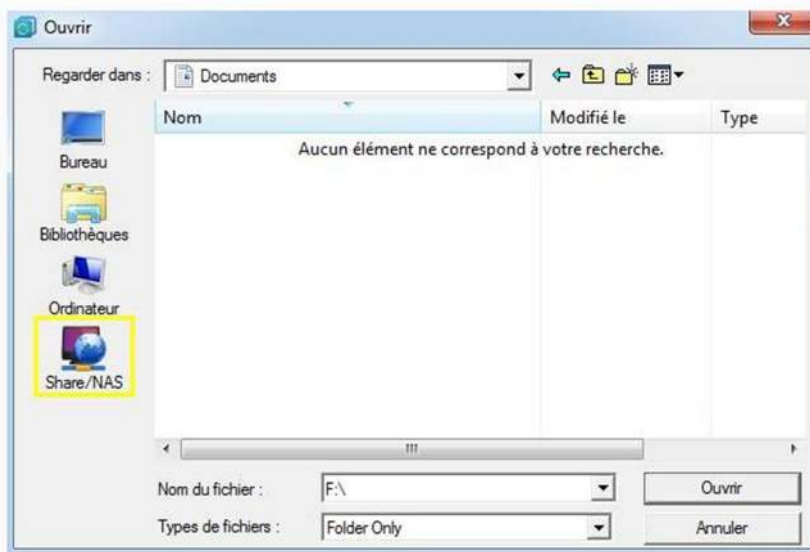 Ouvrir
Regarder dans :
Documents
Nom
Modifié le
Type
Aucun élément ne correspond à votre recherche.
Bureau
Bibliothèques
Ordinateur
Share/NAS
Nom du fichier :
F:\
Ouvrir
Types de fichiers :
Folder Only
Annuler